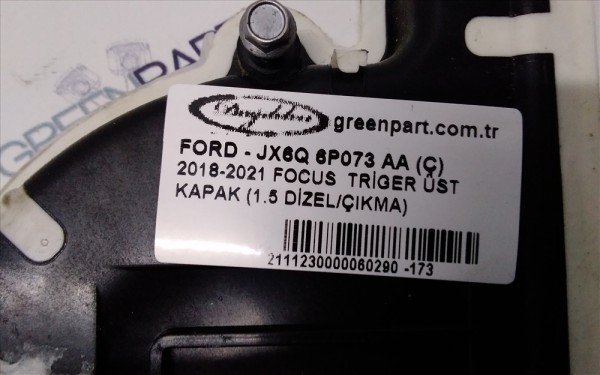 GREENPART
greenpart.com.tr
FORD - JX6Q 6P073 AA (Ç)
2018-2021 FOCUS TRİGER ÜST
KAPAK (1.5 DİZEL/ÇIKMA)
2111230000060290 -173